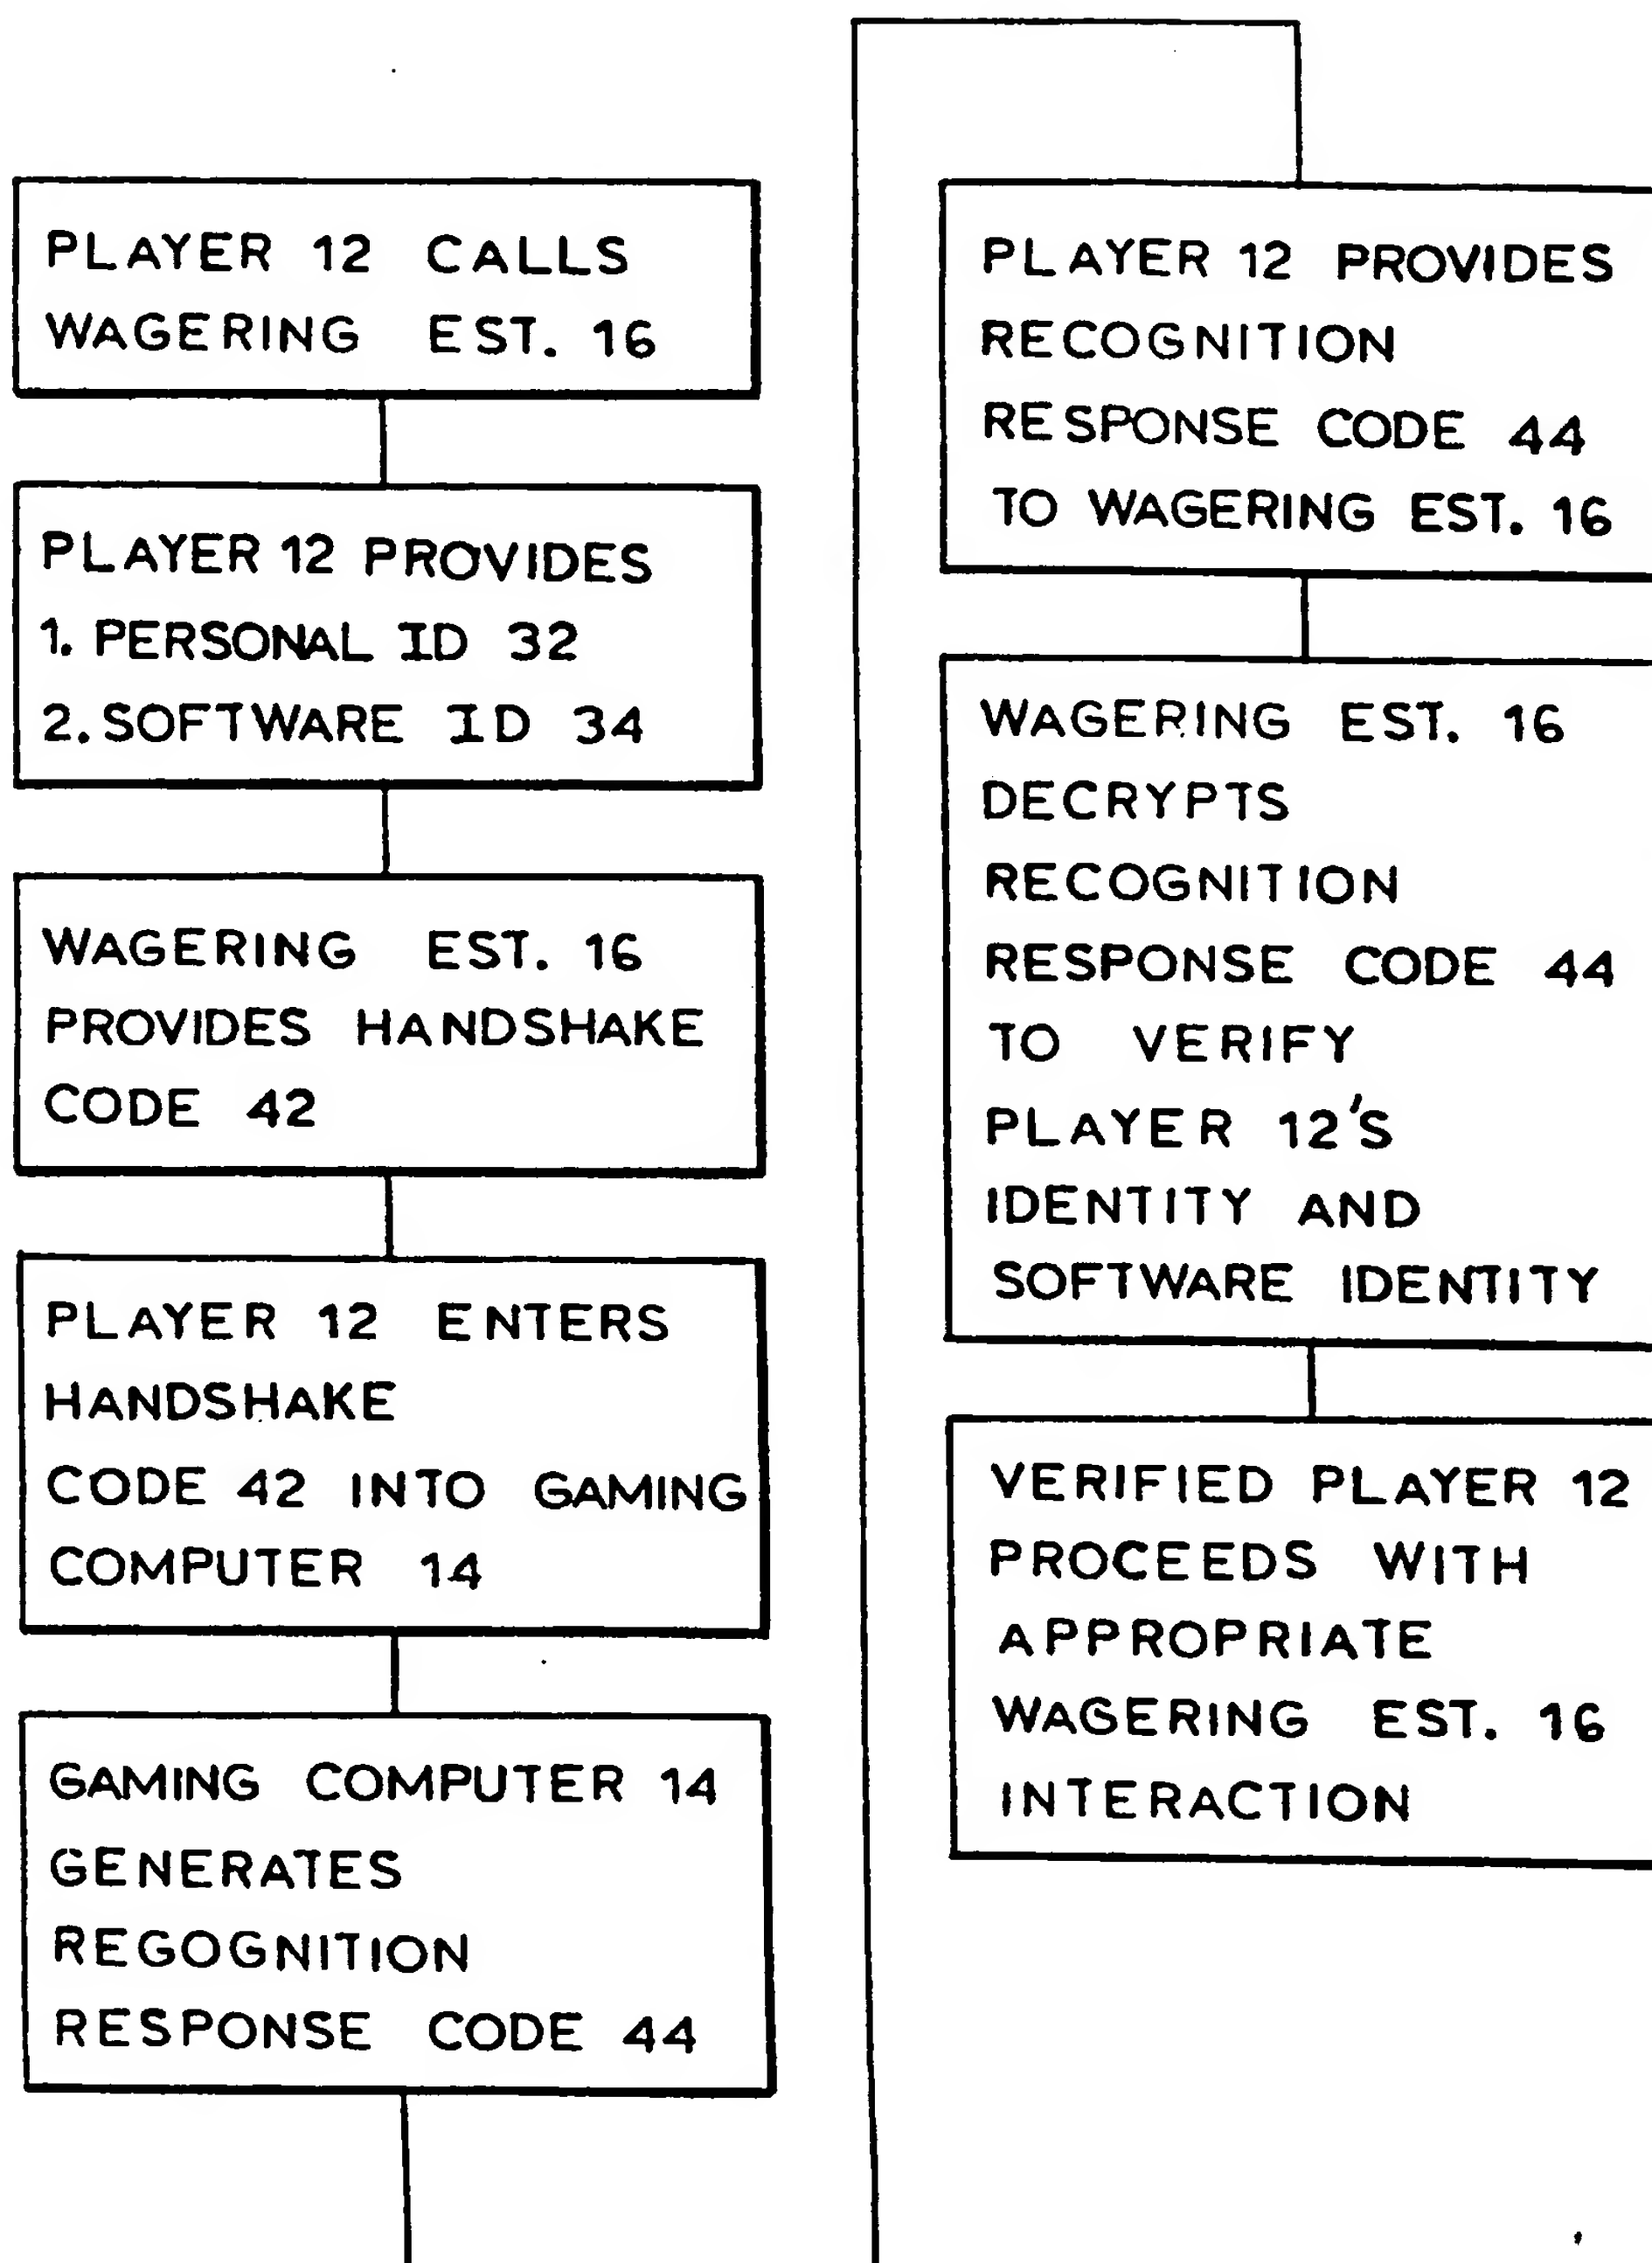 PLAYER 12 CALLS
WAGERING EST. 16
PLAYER 12 PROVIDES
1. PERSONAL ID 32
2. SOFTWARE ID 34
WAGERING EST. 16
PROVIDES HANDSHAKE
CODE 42
PLAYER 12 ENTERS
HANDSHAKE
CODE 42 INTO GAMING
COMPUTER 14
GAMING COMPUTER 14
GENERATES
REGOGNITION
RESPONSE CODE 44
PLAYER 12 PROVIDES
RECOGNITION
RESPONSE CODE 44
TO WAGERING EST. 16
WAGERING EST. 16
DECRYPTS
RECOGNITION
RESPONSE CODE 44
TO VERIFY
PLAYER 12'S
IDENTITY AND
SOFTWARE IDENTITY
VERIFIED PLAYER 12
PROCEEDS WITH
APPROPRIATE
WAGERING EST. 16
INTERACTION